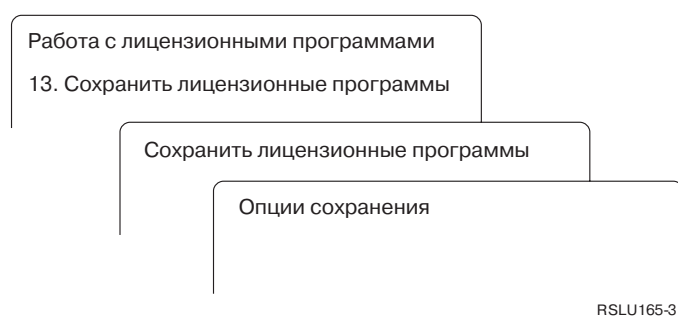 Работа с лицензионными программами
13. Сохранить лицензионные программы
Сохранить лицензионные программы
Опции сохранения
RSLU165-3